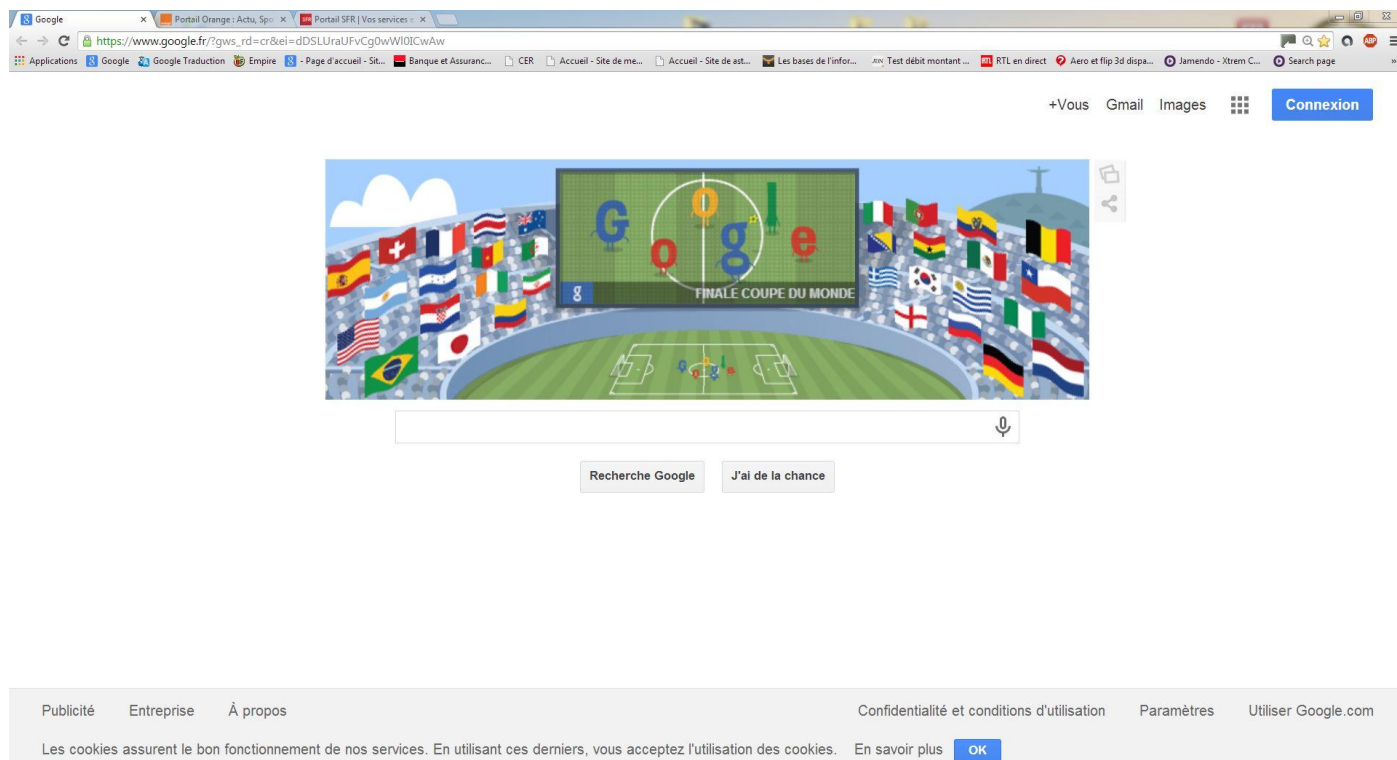 Google
Portail Orange : Actu, Spo
Portail SFR | Vos services e
https://www.google.fr/?gws_rd=cr&ei=dDSLUraUFvCg0wWl0ICwAw
Applications Google Google Traduction Empire - Page d'accueil - Sit... Banque et Assuranc... CER Accueil - Site de me... Accueil - Site de ast... Les bases de l'infor... JDN Test débit montant ... RTL RTL en direct Aero et flip 3d dispa... Jamendo - Xtrem C... Search page »
+Vous Gmail Images Connexion
Google
g FINALE COUPE DU MONDE
Google
Recherche Google J'ai de la chance
Publicité Entreprise À propos Confidentialité et conditions d'utilisation Paramètres Utiliser Google.com
Les cookies assurent le bon fonctionnement de nos services. En utilisant ces derniers, vous acceptez l'utilisation des cookies. En savoir plus OK